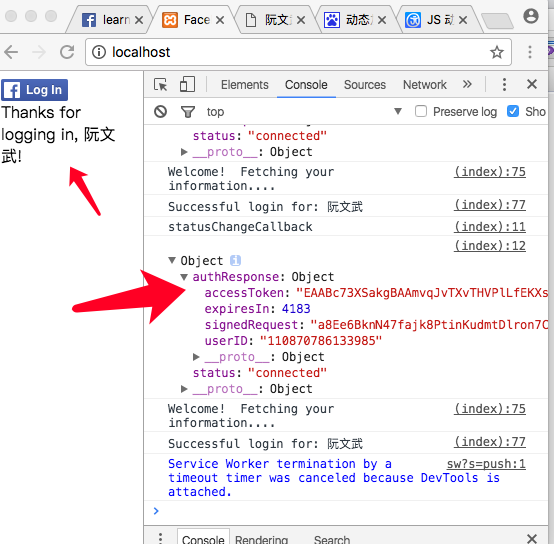 learn
Face
阮文
动态
JS 动
localhost
Log In
Thanks for
logging in, 阮文
武!
Elements Console Sources Network
top Preserve log Sho
status: "connected"
__proto__: Object
Welcome!  Fetching your (index):75
information....
Successful login for: 阮文武 (index):77
statusChangeCallback (index):11
(index):12
Object
authResponse: Object
accessToken: "EAABc73XSakgBAAmvqJvTXvTHVPlLfEKXs
expiresIn: 4183
signedRequest: "a8Ee6BknN47fajk8PtinKudmtDlron7C
userID: "110870786133985"
__proto__: Object
status: "connected"
__proto__: Object
Welcome!  Fetching your (index):75
information....
Successful login for: 阮文武 (index):77
Service Worker termination by a sw?s=push:1
timeout timer was canceled because DevTools is
attached.
Console Rendering Search